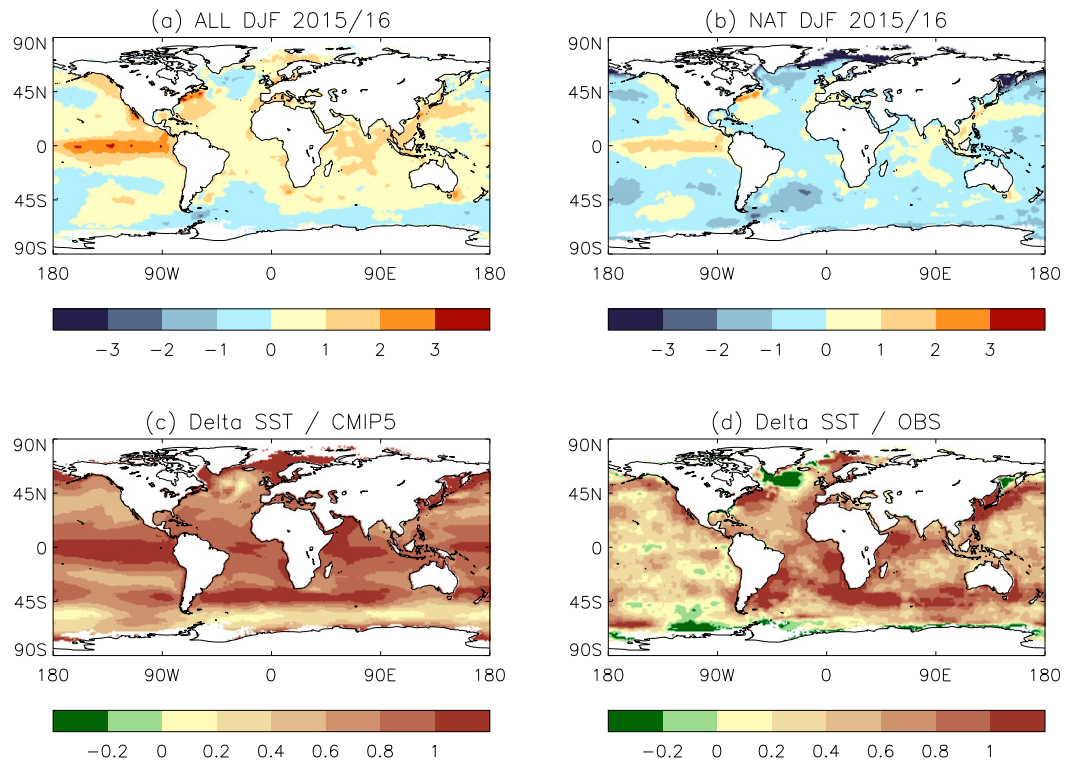 (a) ALL DJF 2015/16
90N
45N
0
45S
90S
180 90W 0 90E 180
−3 −2 −1 0 1 2 3
(b) NAT DJF 2015/16
90N
45N
0
45S
90S
180 90W 0 90E 180
−3 −2 −1 0 1 2 3
(c) Delta SST / CMIP5
90N
45N
0
45S
90S
180 90W 0 90E 180
−0.2 0 0.2 0.4 0.6 0.8 1
(d) Delta SST / OBS
90N
45N
0
45S
90S
180 90W 0 90E 180
−0.2 0 0.2 0.4 0.6 0.8 1